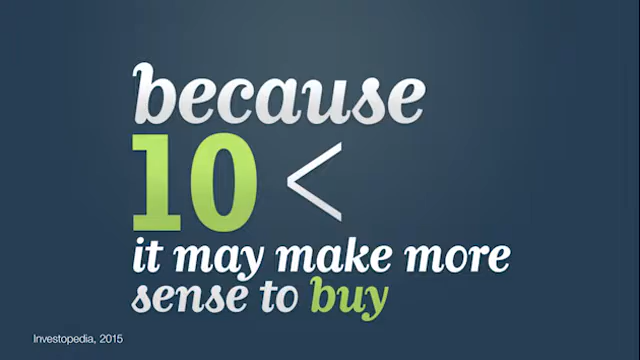 because
10 <
it may make more
sense to buy
Investopedia, 2015